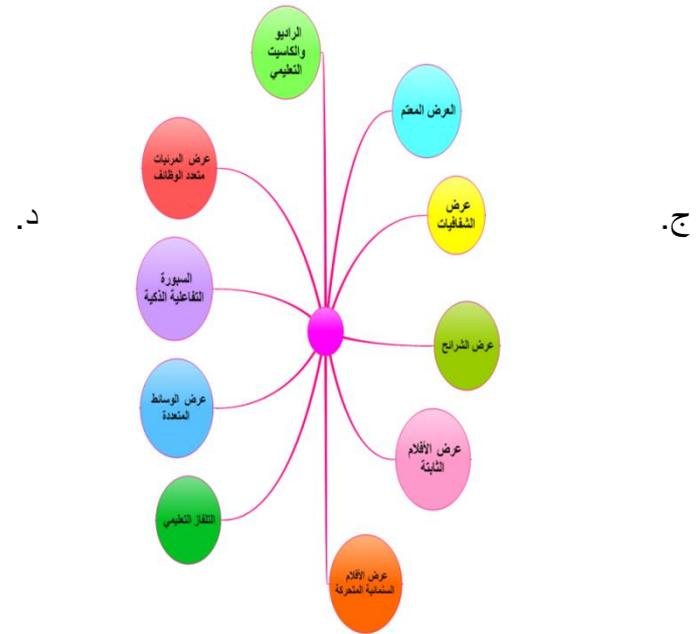 الراديو
والكاسيت
التعليمي
العرض المعتم
عرض
الشفافيات
عرض الشرائح
عرض الأفلام
الثابتة
عرض الأفلام
السنمائية المتحركة
التلفاز التعليمي
عرض الوسائط
المتعددة
السبورة
التفاعلية الذكية
عرض المرئيات
متعدد الوظائف
ج.
د.